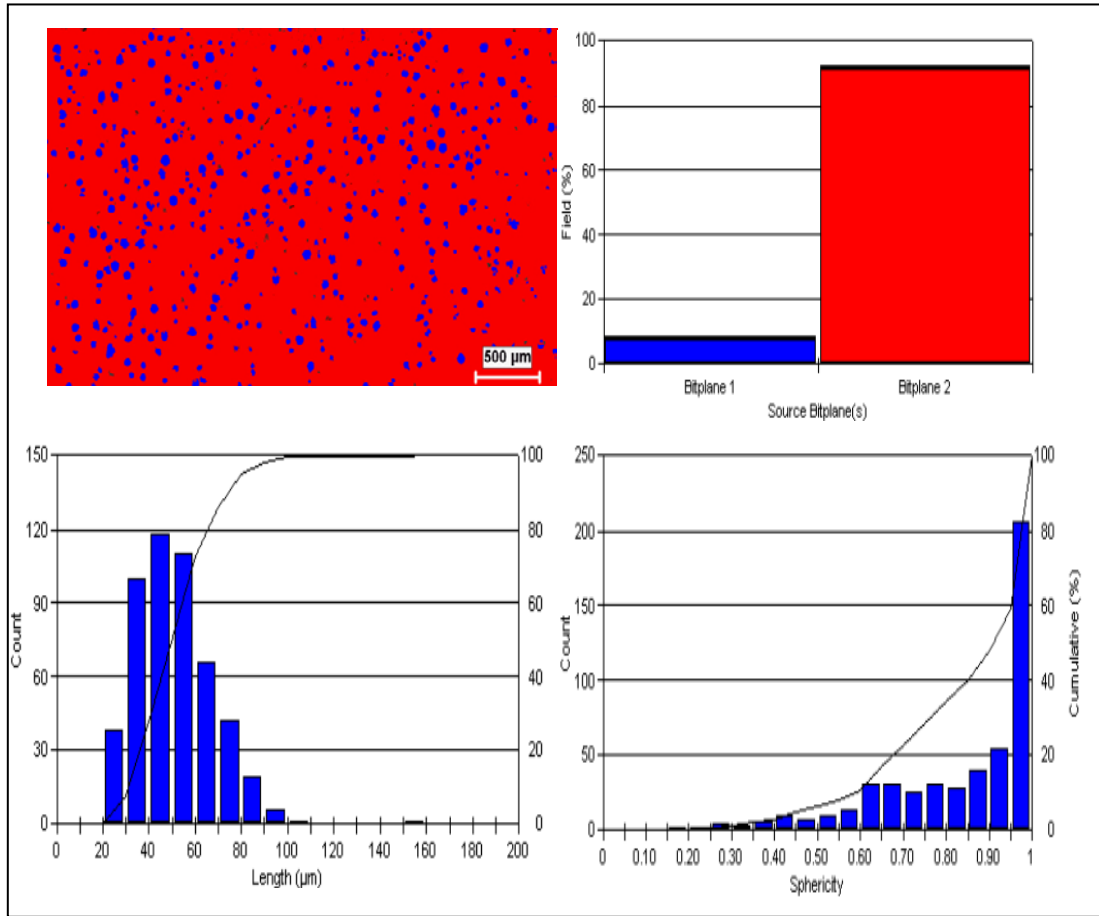 500 µm
100
80
60
40
20
0
Field (%)
Bitplane 1 Bitplane 2
Source Bitplane(s)
150
120
90
60
30
0
Count
100
80
60
40
20
0
0 20 40 60 80 100 120 140 160 180 200
Length (µm)
250
200
150
100
50
0
Count
100
80
60
40
20
0
Cumulative (%)
0 0.10 0.20 0.30 0.40 0.50 0.60 0.70 0.80 0.90 1
Sphericity